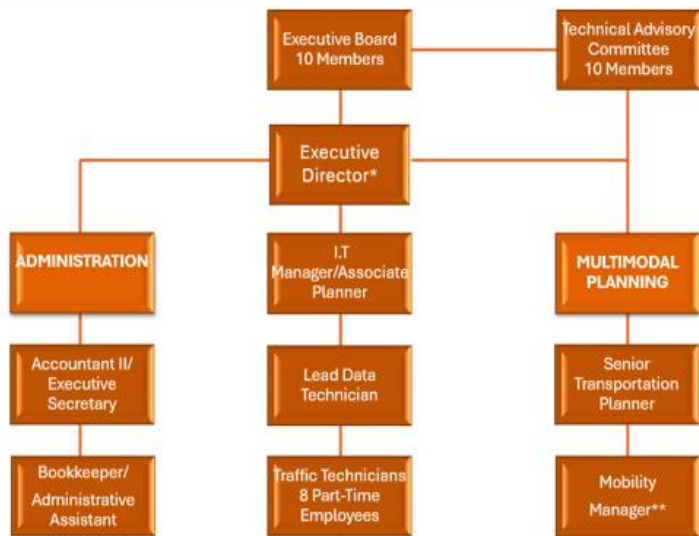 Executive Board
10 Members
Technical Advisory
Committee
10 Members
Executive
Director*
ADMINISTRATION
I.T
Manager/Associate
Planner
MULTIMODAL
PLANNING
Accountant II/
Executive
Secretary
Lead Data
Technician
Senior
Transportation
Planner
Bookkeeper/
Administrative
Assistant
Traffic Technicians
8 Part-Time
Employees
Mobility
Manager**